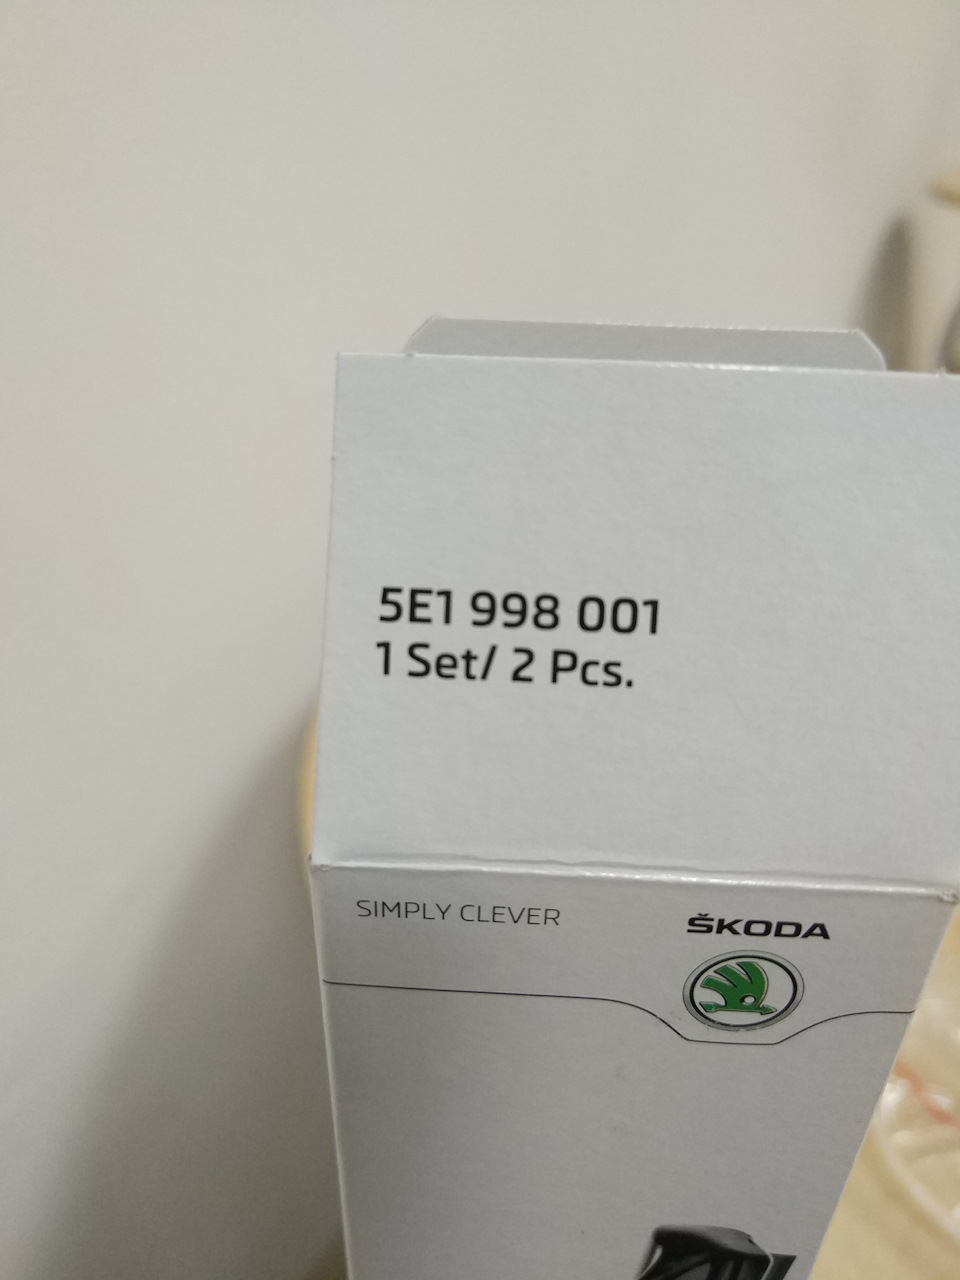 5E1 998 001
1 Set/ 2 Pcs.
SIMPLY CLEVER
ŠKODA